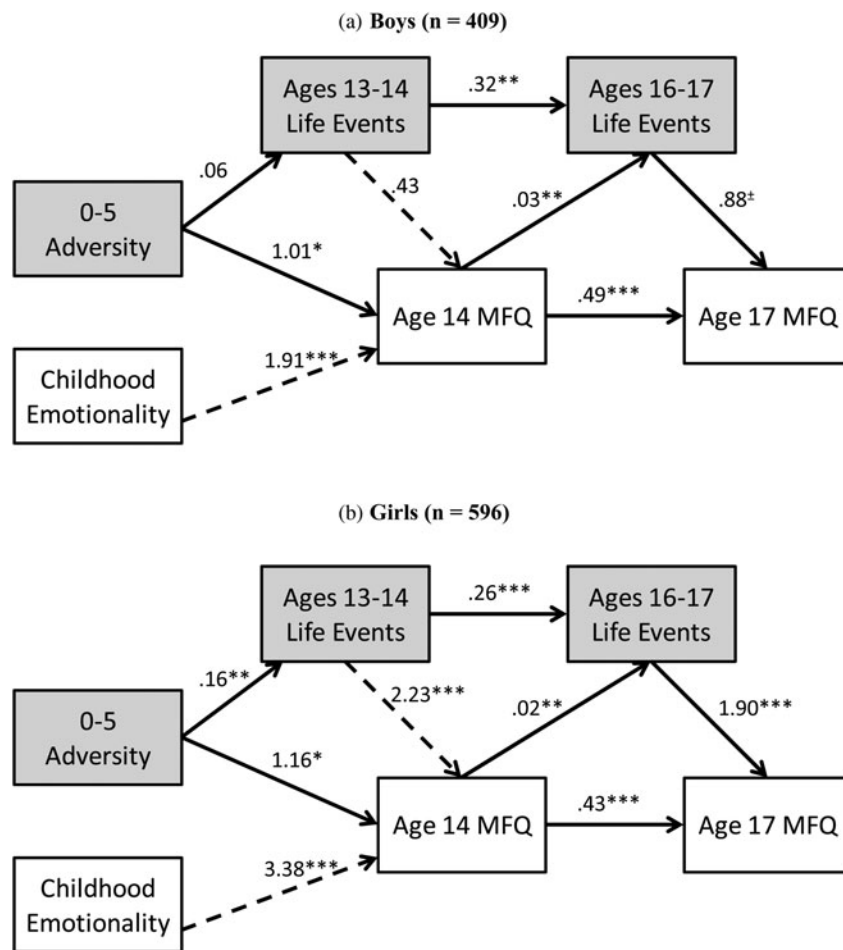 (a) Boys (n = 409)
Ages 13-14
Life Events
.32**
Ages 16-17
Life Events
.06
.43
.03**
.88±
0-5
Adversity
1.01*
Age 14 MFQ
.49***
Age 17 MFQ
1.91***
Childhood
Emotionality
(b) Girls (n = 596)
Ages 13-14
Life Events
.26***
Ages 16-17
Life Events
.16**
2.23***
.02**
1.90***
0-5
Adversity
1.16*
Age 14 MFQ
.43***
Age 17 MFQ
3.38***
Childhood
Emotionality